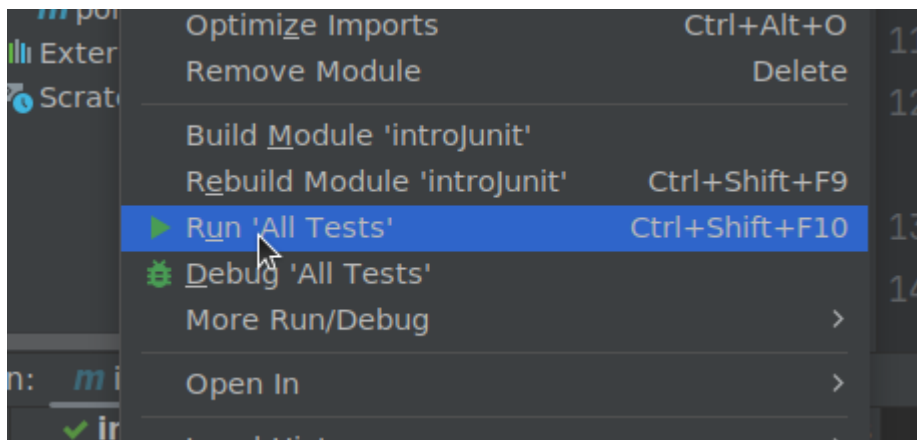 Optimize Imports Ctrl+Alt+O
Exter
Remove Module Delete
Scrat
Build Module 'introJunit'
Rebuild Module 'introJunit' Ctrl+Shift+F9
Run 'All Tests' Ctrl+Shift+F10
Debug 'All Tests'
More Run/Debug >
n: m i
Open In >